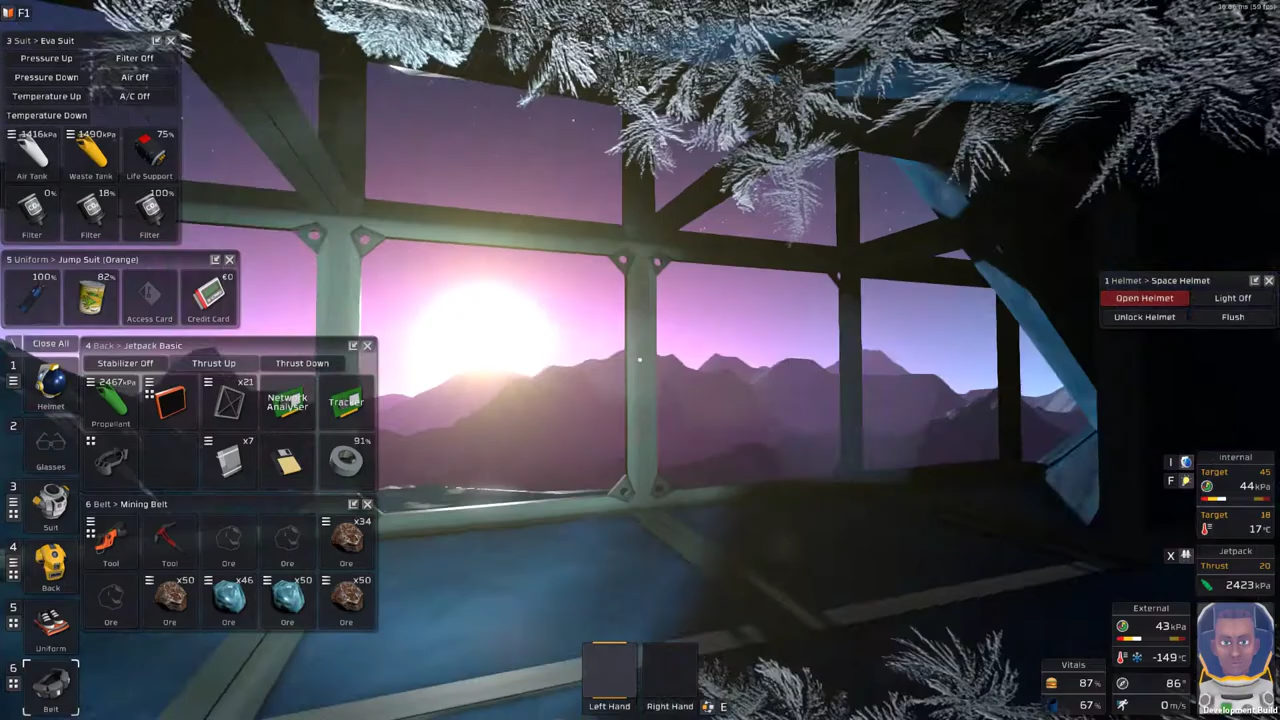 F1
16.66 ms (59 fps)
3 Suit > Eva Suit
Pressure Up Filter Off
Pressure Down Air Off
Temperature Up A/C Off
Temperature Down
1416kPa 1490kPa 75%
Air Tank Waste Tank Life Support
0% 18% 100%
Filter Filter Filter
5 Uniform > Jump Suit (Orange)
100% 82% €0
Access Card Credit Card
Close All
4 Back > Jetpack Basic
Stabilizer Off Thrust Up Thrust Down
2467kPa x21
Network Analyser Tracker
Propellant
x7 91%
6 Belt > Mining Belt
x34
Tool Tool Ore Ore Ore
x50 x46 x50 x50
Ore Ore Ore Ore Ore
1
Helmet
2
Glasses
3
Suit
4
Back
5
Uniform
6
Belt
1 Helmet > Space Helmet
Open Helmet Light Off
Unlock Helmet Flush
Internal
I Target 45
F 44kPa
Target 18
17°C
Jetpack
X Thrust 20
2423kPa
External
43kPa
-149°C
Vitals
87% 86°
67% 0m/s
Left Hand Right Hand E
Development Build